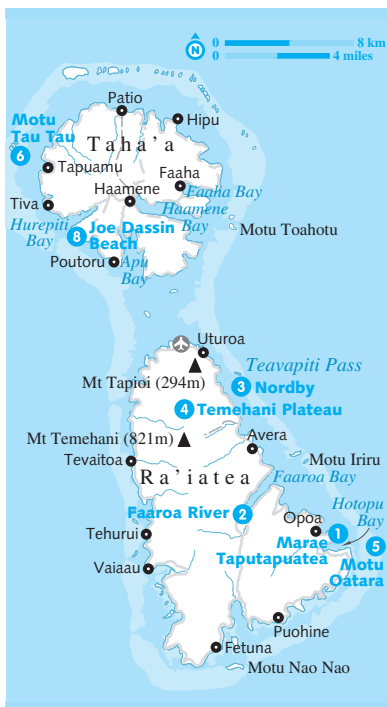 N
0 8 km
0 4 miles
Patio
Hipu
Motu
Tau Tau
6
Taha'a
Tapuamu
Faaha
Haamene
Faaha Bay
Tiva
Haamene
Bay
Hurepiti
Bay
8 Joe Dassin
Beach
Motu Toahotu
Poutoru
Apu
Bay
Uturoa
Teavapiti Pass
Mt Tapioi (294m)
3 Nordby
4 Temehani Plateau
Mt Temehani (821m)
Avera
Tevaitoa
Motu Iriru
Ra'iatea
Faaroa Bay
Hotopu
Bay
Faaroa River 2
Opoa
1
Marae
Taputapuatea
Tehurui
5
Motu
Oatara
Vaiaau
Puohine
Fetuna
Motu Nao Nao